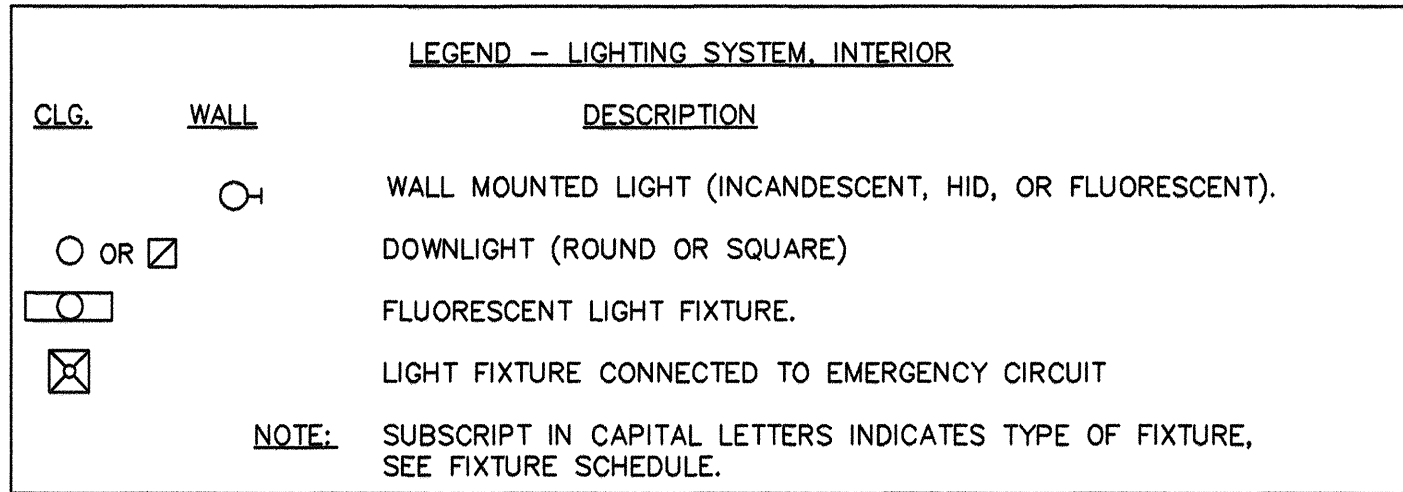 LEGEND – LIGHTING SYSTEM, INTERIOR
CLG. WALL DESCRIPTION
WALL MOUNTED LIGHT (INCANDESCENT, HID, OR FLUORESCENT).
OR DOWNLIGHT (ROUND OR SQUARE)
FLUORESCENT LIGHT FIXTURE.
LIGHT FIXTURE CONNECTED TO EMERGENCY CIRCUIT
NOTE: SUBSCRIPT IN CAPITAL LETTERS INDICATES TYPE OF FIXTURE,
SEE FIXTURE SCHEDULE.